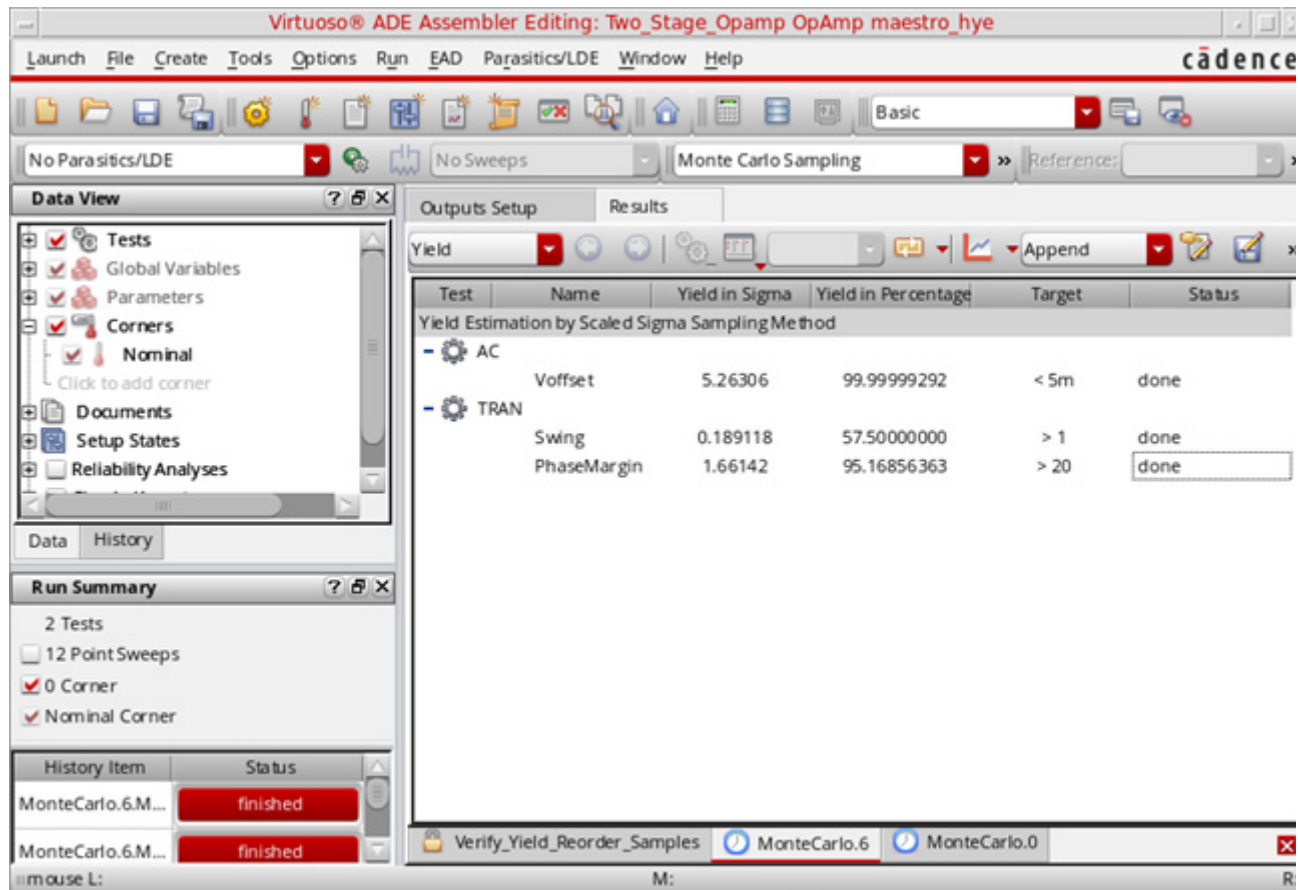 Virtuoso® ADE Assembler Editing: Two_Stage_Opamp OpAmp maestro_hye
Launch File Create Tools Options Run EAD Parasitics/LDE Window Help
cādence
Basic
No Parasitics/LDE
No Sweeps
Monte Carlo Sampling
»
Reference:
Data View
Tests
Global Variables
Parameters
Corners
Nominal
Click to add corner
Documents
Setup States
Reliability Analyses
Data History
Run Summary
2 Tests
12 Point Sweeps
0 Corner
Nominal Corner
History Item Status
MonteCarlo.6.M... finished
MonteCarlo.6.M... finished
Outputs Setup Results
Yield
Append
»
Test Name Yield in Sigma Yield in Percentage Target Status
Yield Estimation by Scaled Sigma Sampling Method
AC
Voffset 5.26306 99.99999292 < 5m done
TRAN
Swing 0.189118 57.50000000 > 1 done
PhaseMargin 1.66142 95.16856363 > 20 done
Verify_Yield_Reorder_Samples MonteCarlo.6 MonteCarlo.0
mouse L: M: R: